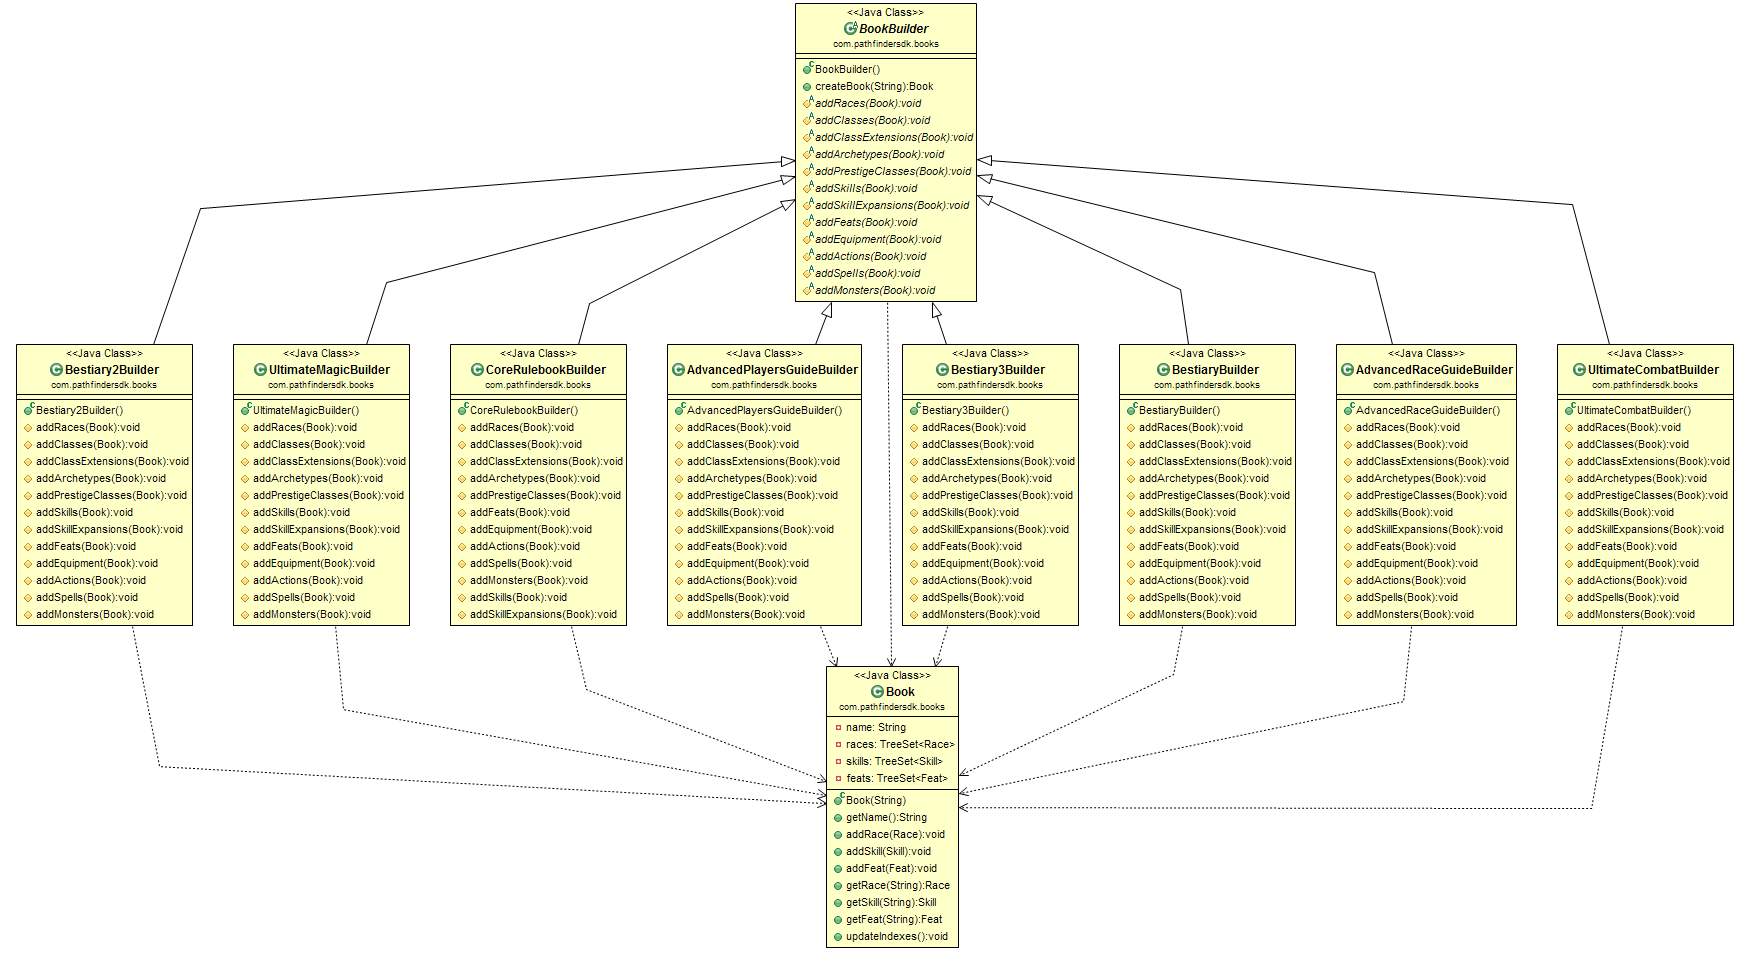 <<Java Class>>
BookBuilder
com.pathfindersdk.books
BookBuilder()
createBook(String):Book
addRaces(Book):void
addClasses(Book):void
addClassExtensions(Book):void
addArchetypes(Book):void
addPrestigeClasses(Book):void
addSkills(Book):void
addSkillExpansions(Book):void
addFeats(Book):void
addEquipment(Book):void
addActions(Book):void
addSpells(Book):void
addMonsters(Book):void
<<Java Class>>
Bestiary2Builder
com.pathfindersdk.books
Bestiary2Builder()
addRaces(Book):void
addClasses(Book):void
addClassExtensions(Book):void
addArchetypes(Book):void
addPrestigeClasses(Book):void
addSkills(Book):void
addSkillExpansions(Book):void
addFeats(Book):void
addEquipment(Book):void
addActions(Book):void
addSpells(Book):void
addMonsters(Book):void
<<Java Class>>
UltimateMagicBuilder
com.pathfindersdk.books
UltimateMagicBuilder()
addRaces(Book):void
addClasses(Book):void
addClassExtensions(Book):void
addArchetypes(Book):void
addPrestigeClasses(Book):void
addSkills(Book):void
addSkillExpansions(Book):void
addFeats(Book):void
addEquipment(Book):void
addActions(Book):void
addSpells(Book):void
addMonsters(Book):void
<<Java Class>>
CoreRulebookBuilder
com.pathfindersdk.books
CoreRulebookBuilder()
addRaces(Book):void
addClasses(Book):void
addClassExtensions(Book):void
addArchetypes(Book):void
addPrestigeClasses(Book):void
addFeats(Book):void
addEquipment(Book):void
addActions(Book):void
addSpells(Book):void
addMonsters(Book):void
addSkills(Book):void
addSkillExpansions(Book):void
<<Java Class>>
AdvancedPlayersGuideBuilder
com.pathfindersdk.books
AdvancedPlayersGuideBuilder()
addRaces(Book):void
addClasses(Book):void
addClassExtensions(Book):void
addArchetypes(Book):void
addPrestigeClasses(Book):void
addSkills(Book):void
addSkillExpansions(Book):void
addFeats(Book):void
addEquipment(Book):void
addActions(Book):void
addSpells(Book):void
addMonsters(Book):void
<<Java Class>>
Bestiary3Builder
com.pathfindersdk.books
Bestiary3Builder()
addRaces(Book):void
addClasses(Book):void
addClassExtensions(Book):void
addArchetypes(Book):void
addPrestigeClasses(Book):void
addSkills(Book):void
addSkillExpansions(Book):void
addFeats(Book):void
addEquipment(Book):void
addActions(Book):void
addSpells(Book):void
addMonsters(Book):void
<<Java Class>>
BestiaryBuilder
com.pathfindersdk.books
BestiaryBuilder()
addRaces(Book):void
addClasses(Book):void
addClassExtensions(Book):void
addArchetypes(Book):void
addPrestigeClasses(Book):void
addSkills(Book):void
addSkillExpansions(Book):void
addFeats(Book):void
addEquipment(Book):void
addActions(Book):void
addSpells(Book):void
addMonsters(Book):void
<<Java Class>>
AdvancedRaceGuideBuilder
com.pathfindersdk.books
AdvancedRaceGuideBuilder()
addRaces(Book):void
addClasses(Book):void
addClassExtensions(Book):void
addArchetypes(Book):void
addPrestigeClasses(Book):void
addSkills(Book):void
addSkillExpansions(Book):void
addFeats(Book):void
addEquipment(Book):void
addActions(Book):void
addSpells(Book):void
addMonsters(Book):void
<<Java Class>>
UltimateCombatBuilder
com.pathfindersdk.books
UltimateCombatBuilder()
addRaces(Book):void
addClasses(Book):void
addClassExtensions(Book):void
addArchetypes(Book):void
addPrestigeClasses(Book):void
addSkills(Book):void
addSkillExpansions(Book):void
addFeats(Book):void
addEquipment(Book):void
addActions(Book):void
addSpells(Book):void
addMonsters(Book):void
<<Java Class>>
Book
com.pathfindersdk.books
name: String
races: TreeSet<Race>
skills: TreeSet<Skill>
feats: TreeSet<Feat>
Book(String)
getName():String
addRace(Race):void
addSkill(Skill):void
addFeat(Feat):void
getRace(String):Race
getSkill(String):Skill
getFeat(String):Feat
updateIndexes():void